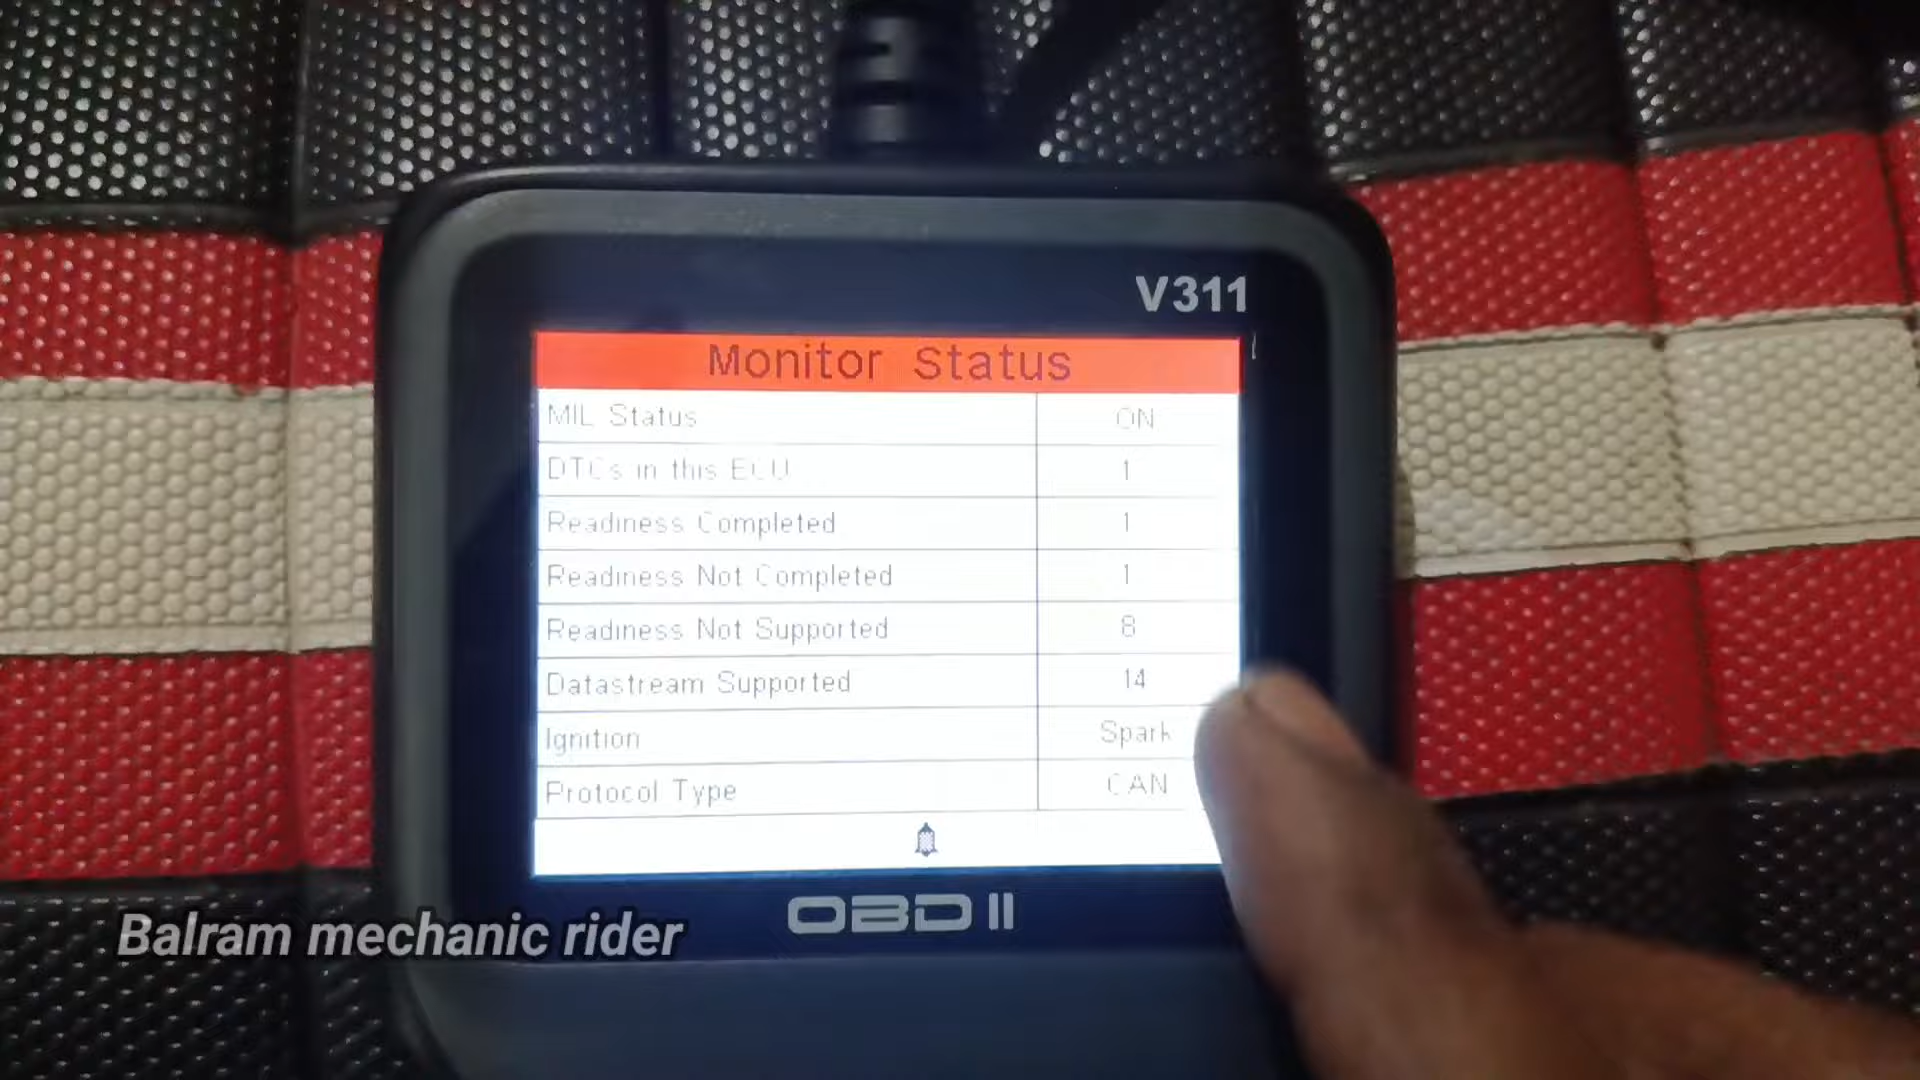 V311
Monitor Status
MIL Status ON
DTCs in this ECU 1
Readiness Completed 1
Readiness Not Completed 1
Readiness Not Supported 8
Datastream Supported 14
Ignition Spark
Protocol Type CAN
OBD II
Balram mechanic rider